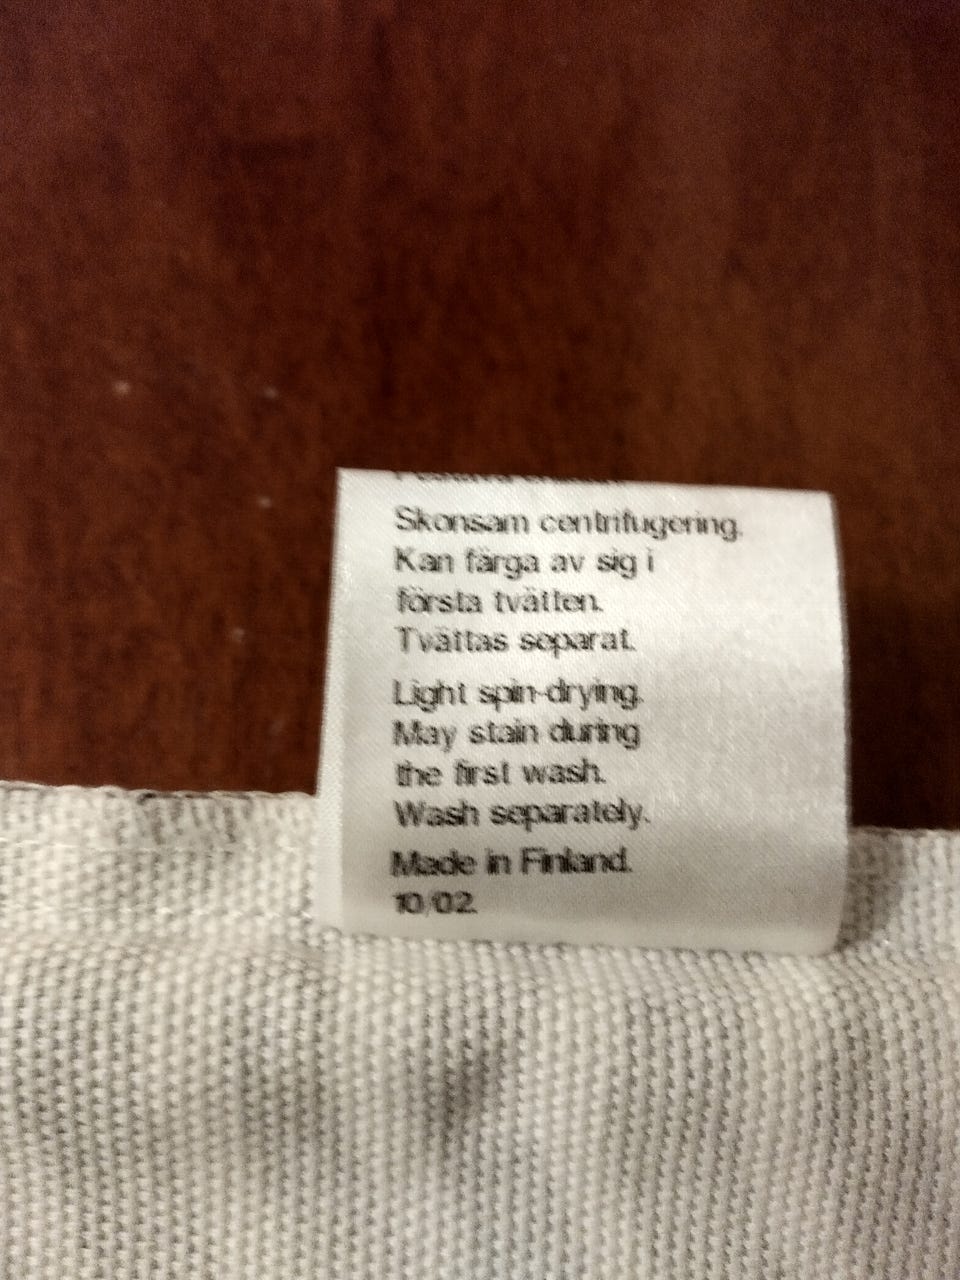 Skonsam centrifugering.
Kan färga av sig i
första tvätten.
Tvättas separat.
Light spin-drying.
May stain during
the first wash.
Wash separately.
Made in Finland.
10/02.